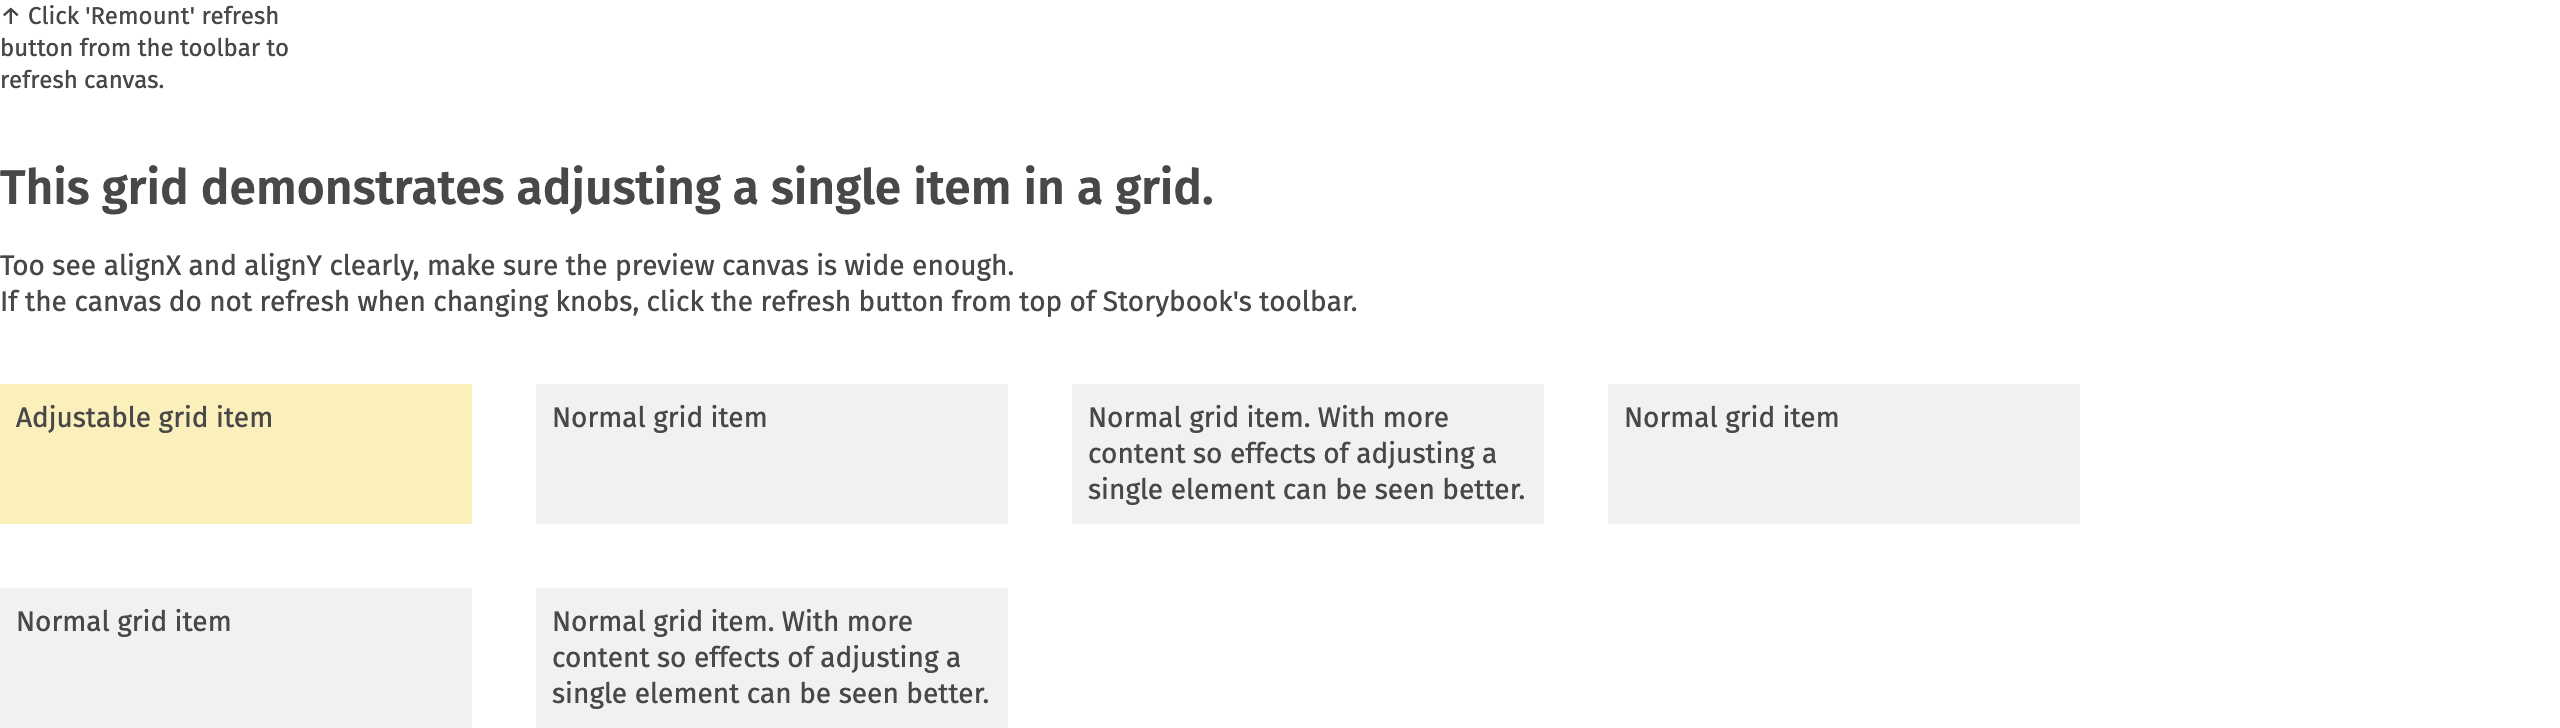 ↑ Click 'Remount' refresh
button from the toolbar to
refresh canvas.
This grid demonstrates adjusting a single item in a grid.
Too see alignX and alignY clearly, make sure the preview canvas is wide enough.
If the canvas do not refresh when changing knobs, click the refresh button from top of Storybook's toolbar.
Adjustable grid item
Normal grid item
Normal grid item. With more
content so effects of adjusting a
single element can be seen better.
Normal grid item
Normal grid item
Normal grid item. With more
content so effects of adjusting a
single element can be seen better.